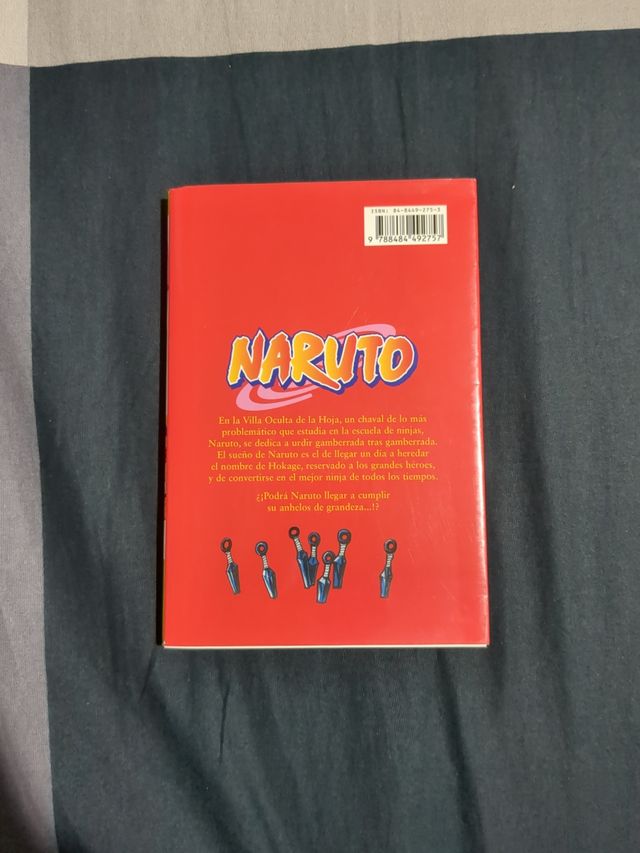 ISBN: 84-8449-275-3
9 788484 492757
NARUTO
En la Villa Oculta de la Hoja, un chaval de lo más
problemático que estudia en la escuela de ninjas,
Naruto, se dedica a urdir gamberrada tras gamberrada.
El sueño de Naruto es el de llegar un día a heredar
el nombre de Hokage, reservado a los grandes héroes,
y de convertirse en el mejor ninja de todos los tiempos.
¿¡Podrá Naruto llegar a cumplir
su anhelos de grandeza...!?